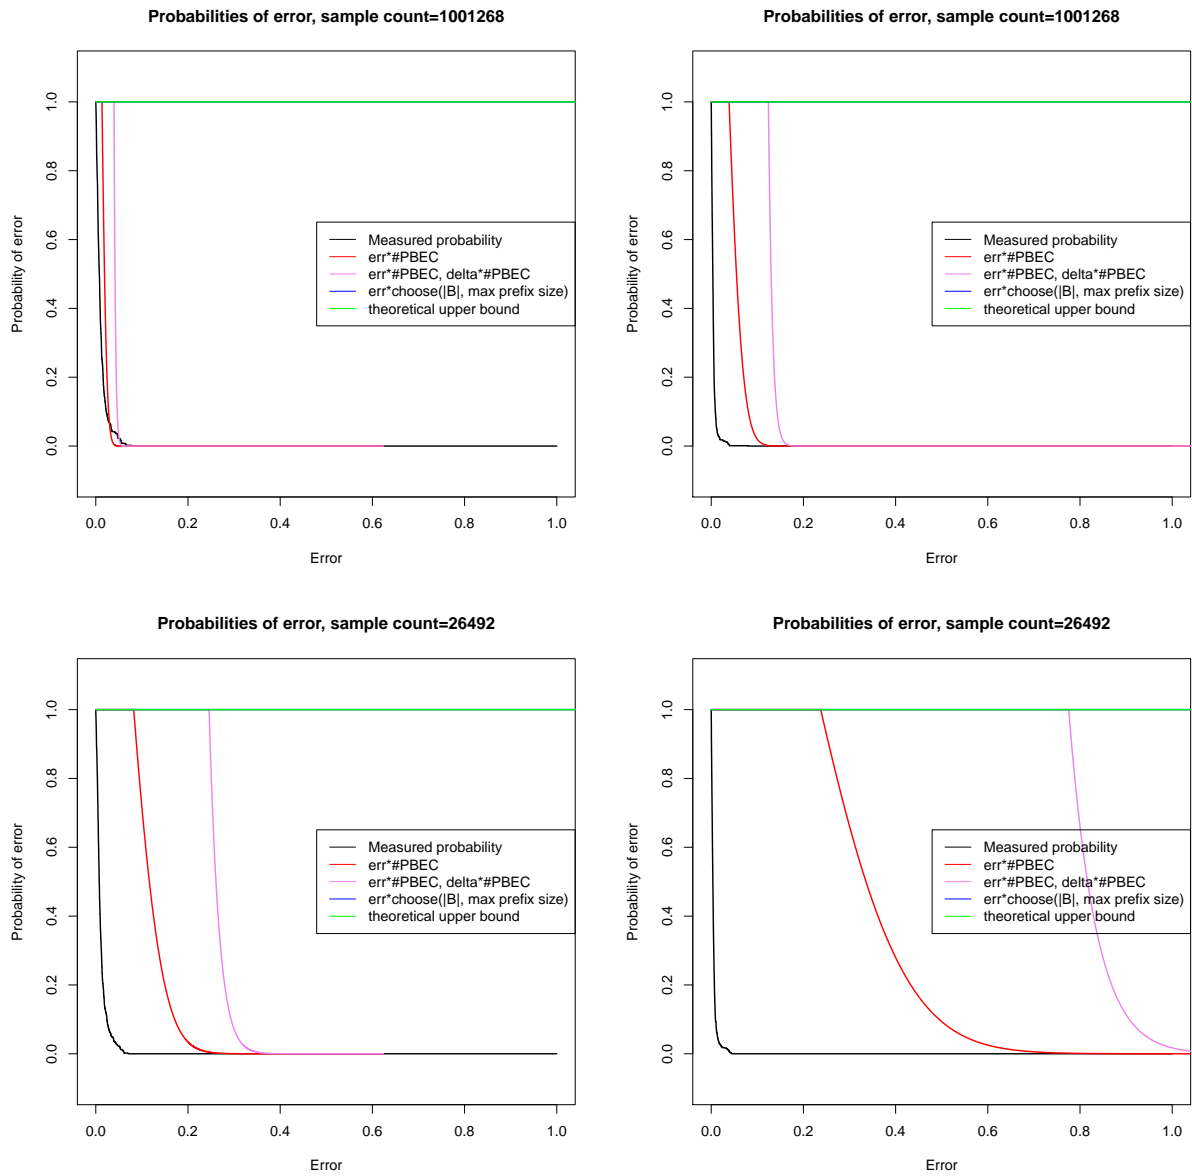 Probabilities of error, sample count=1001268
Probability of error
1.0
0.8
0.6
0.4
0.2
0.0
Measured probability
err*#PBEC
err*#PBEC, delta*#PBEC
err*choose(|B|, max prefix size)
theoretical upper bound
0.0 0.2 0.4 0.6 0.8 1.0
Error
Probabilities of error, sample count=1001268
Probability of error
1.0
0.8
0.6
0.4
0.2
0.0
Measured probability
err*#PBEC
err*#PBEC, delta*#PBEC
err*choose(|B|, max prefix size)
theoretical upper bound
0.0 0.2 0.4 0.6 0.8 1.0
Error
Probabilities of error, sample count=26492
Probability of error
1.0
0.8
0.6
0.4
0.2
0.0
Measured probability
err*#PBEC
err*#PBEC, delta*#PBEC
err*choose(|B|, max prefix size)
theoretical upper bound
0.0 0.2 0.4 0.6 0.8 1.0
Error
Probabilities of error, sample count=26492
Probability of error
1.0
0.8
0.6
0.4
0.2
0.0
Measured probability
err*#PBEC
err*#PBEC, delta*#PBEC
err*choose(|B|, max prefix size)
theoretical upper bound
0.0 0.2 0.4 0.6 0.8 1.0
Error